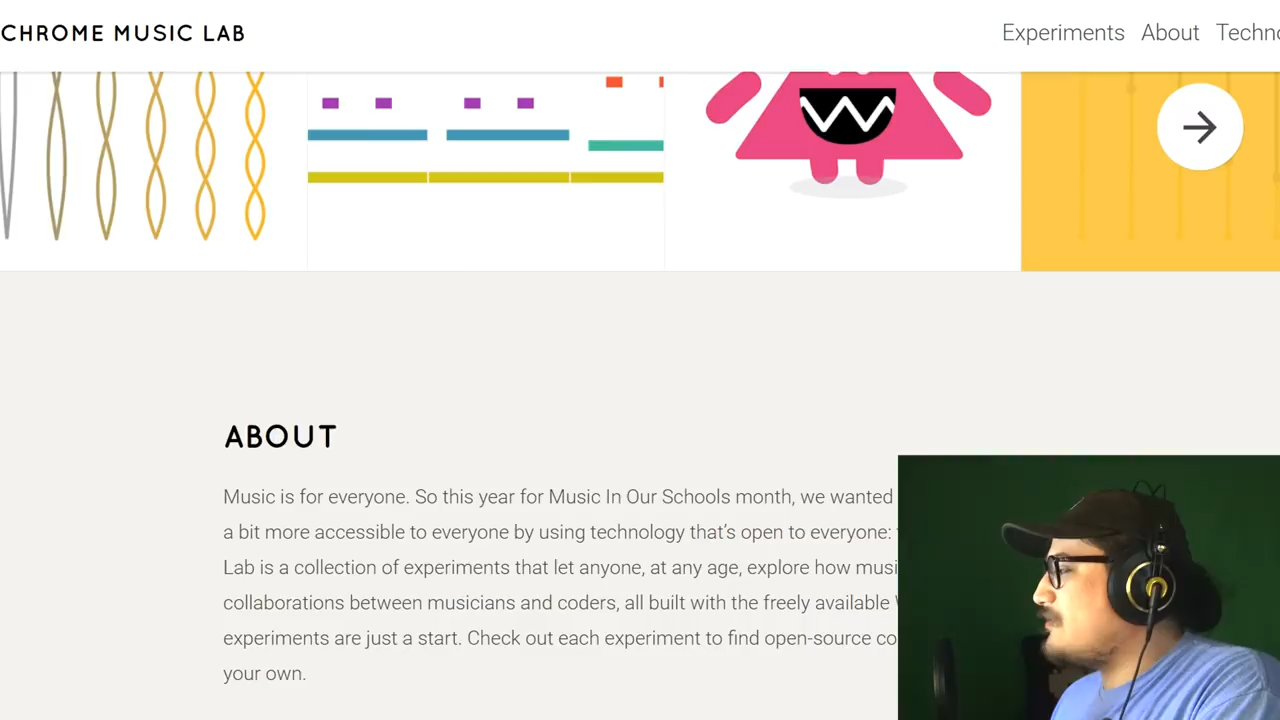 CHROME MUSIC LAB
Experiments About
ABOUT
Music is for everyone. So this year for Music In Our Schools month, we wanted
a bit more accessible to everyone by using technology that's open to everyone:
Lab is a collection of experiments that let anyone, at any age, explore how
collaborations between musicians and coders, all built with the freely available
experiments are just a start. Check out each experiment to find open-source
your own.